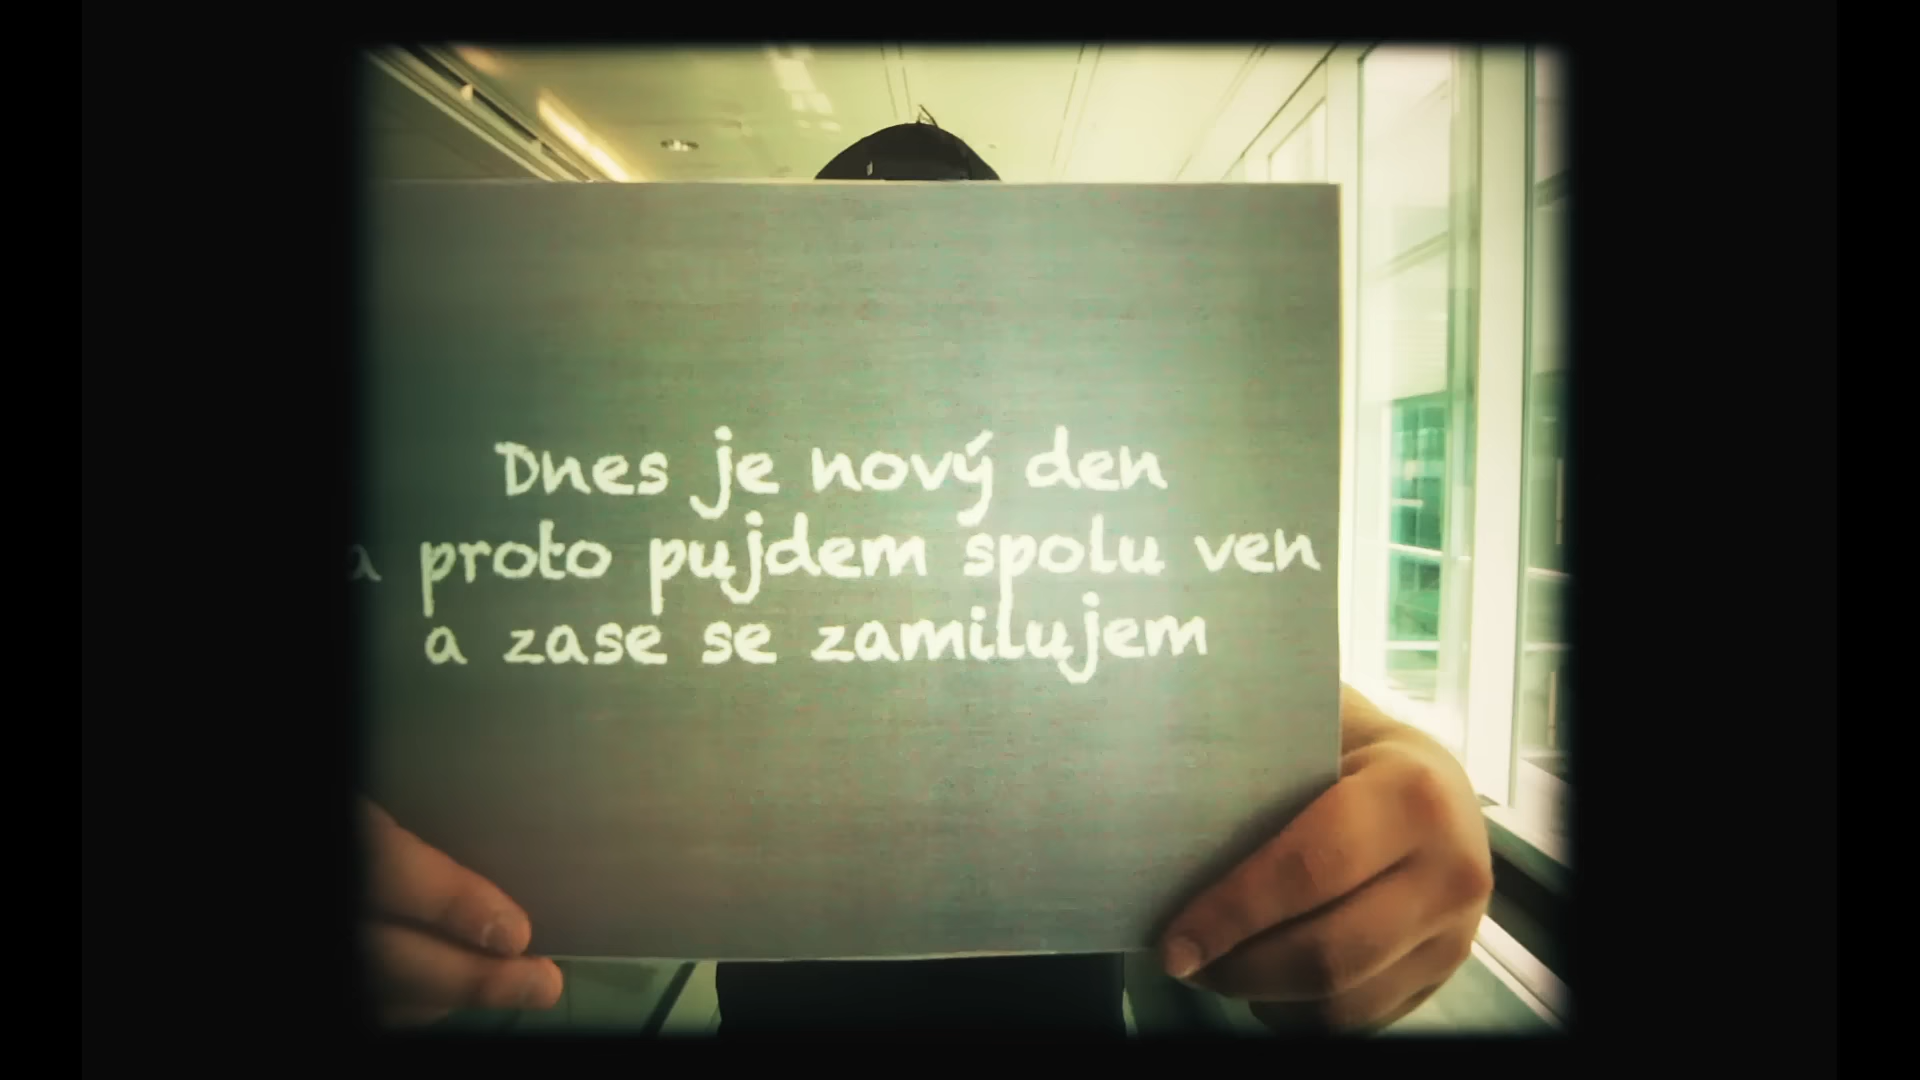 Dnes je nový den
a proto pujdem spolu ven
a zase se zamilujem